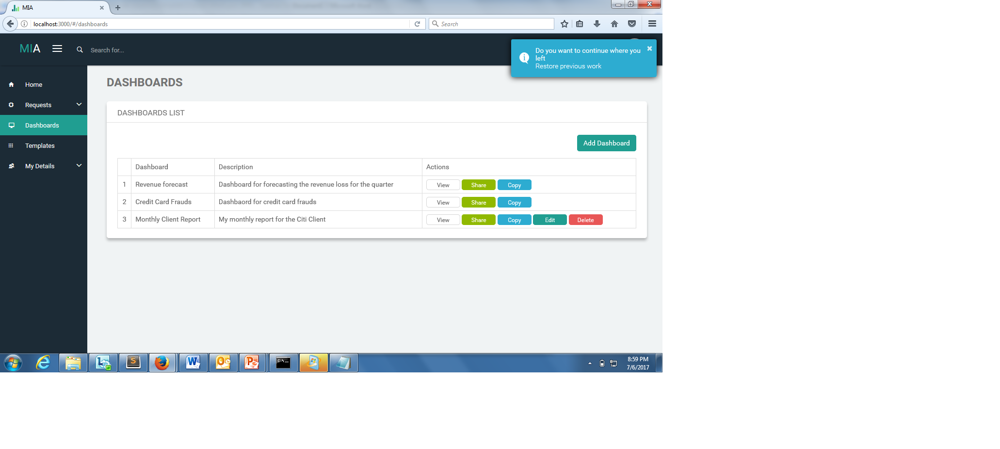 MIA
localhost:3000/#/dashboards
Search
MIA
Search for...
Do you want to continue where you
left
Restore previous work
Home
Requests
Dashboards
Templates
My Details
DASHBOARDS
DASHBOARDS LIST
Add Dashboard
Dashboard Description Actions
1 Revenue forecast Dashboard for forecasting the revenue loss for the quarter View Share Copy
2 Credit Card Frauds Dashbaord for credit card frauds View Share Copy
3 Monthly Client Report My monthly report for the Citi Client View Share Copy Edit Delete
8:59 PM
7/6/2017